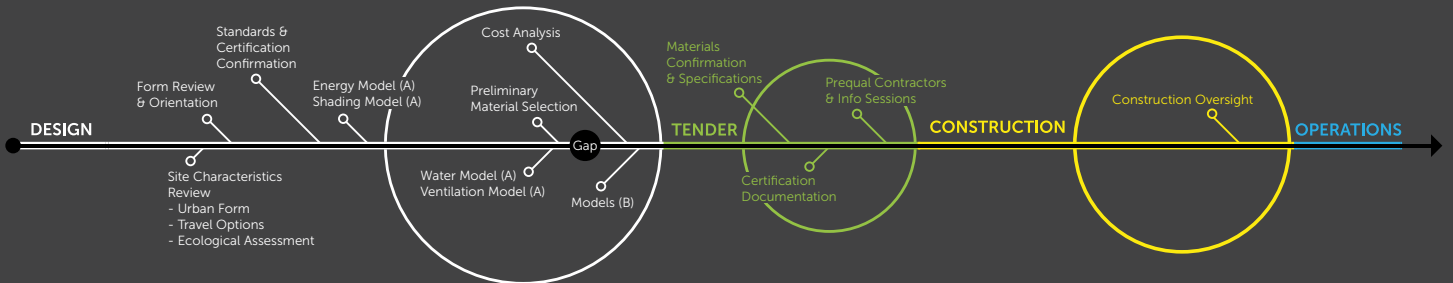 DESIGN
Form Review
& Orientation
Standards &
Certification
Confirmation
Energy Model (A)
Shading Model (A)
Site Characteristics
Review
- Urban Form
- Travel Options
- Ecological Assessment
Cost Analysis
Preliminary
Material Selection
Gap
Water Model (A)
Ventilation Model (A)
Models (B)
TENDER
Materials
Confirmation
& Specifications
Prequal Contractors
& Info Sessions
Certification
Documentation
CONSTRUCTION
Construction Oversight
OPERATIONS